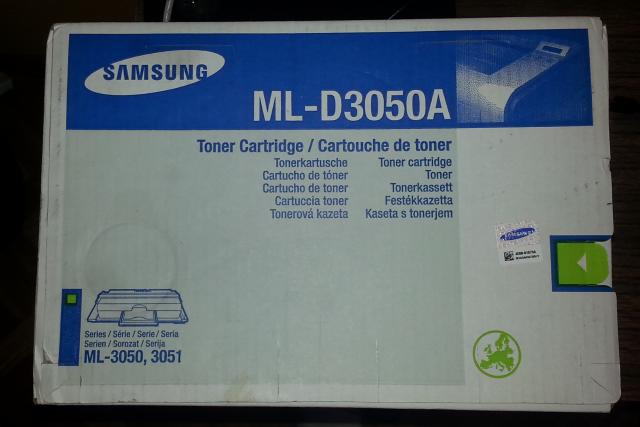 SAMSUNG
ML-D3050A
Toner Cartridge / Cartouche de toner
Tonerkartusche Toner cartridge
Cartucho de tóner Toner
Cartucho de toner Tonerkassett
Cartuccia toner Festékkazetta
Tonerová kazeta Kaseta s tonerjem
SAMSUNG
Series / Série / Serie / Seria
Serien / Sorozat / Serija
ML-3050, 3051